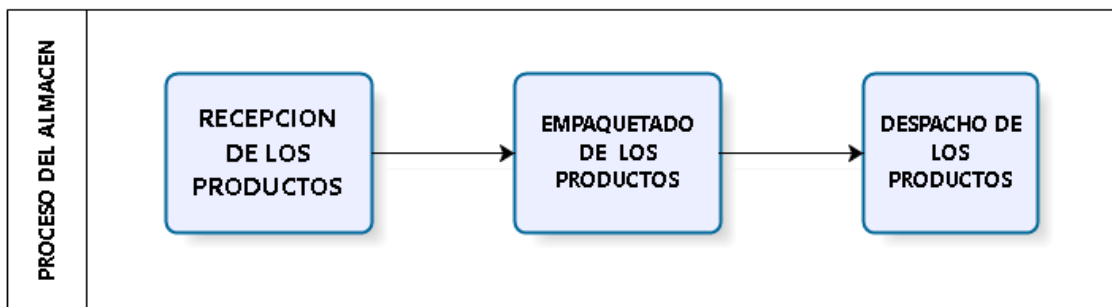 PROCESO DEL ALMACEN
RECEPCION
DE LOS
PRODUCTOS
EMPAQUETADO
DE LOS
PRODUCTOS
DESPACHO DE
LOS
PRODUCTOS